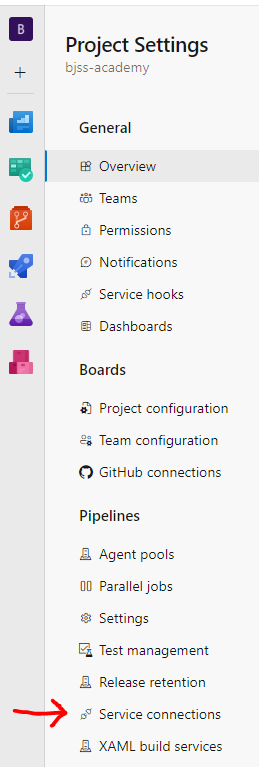 B
Project Settings
bjss-academy
General
Overview
Teams
Permissions
Notifications
Service hooks
Dashboards
Boards
Project configuration
Team configuration
GitHub connections
Pipelines
Agent pools
Parallel jobs
Settings
Test management
Release retention
Service connections
XAML build services